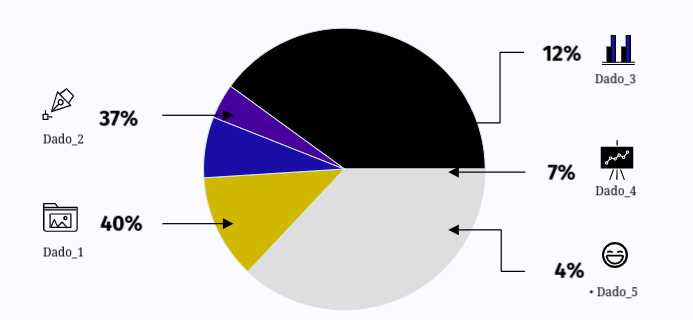 37%
Dado_2
40%
Dado_1
12%
Dado_3
7%
Dado_4
4%
• Dado_5